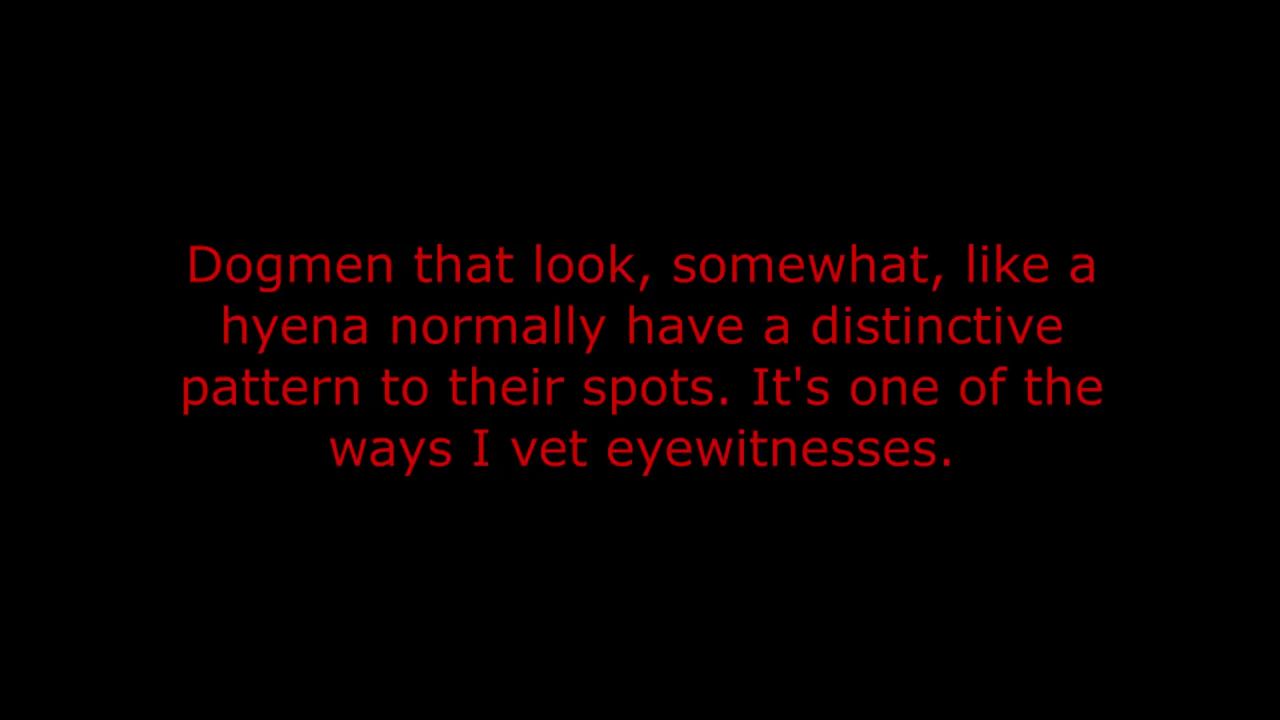 Dogmen that look, somewhat, like a
hyena normally have a distinctive
pattern to their spots. It's one of the
ways I vet eyewitnesses.